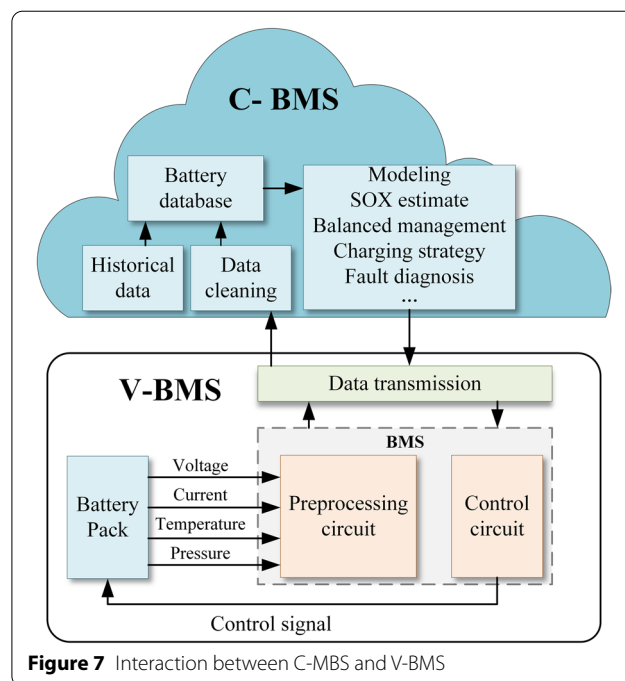 C- BMS
Battery
database
Modeling
SOX estimate
Balanced management
Charging strategy
Fault diagnosis
...
Historical
data
Data
cleaning
V-BMS
Data transmission
BMS
Battery
Pack
Voltage
Current
Temperature
Pressure
Preprocessing
circuit
Control
circuit
Control signal
Figure 7 Interaction between C-MBS and V-BMS